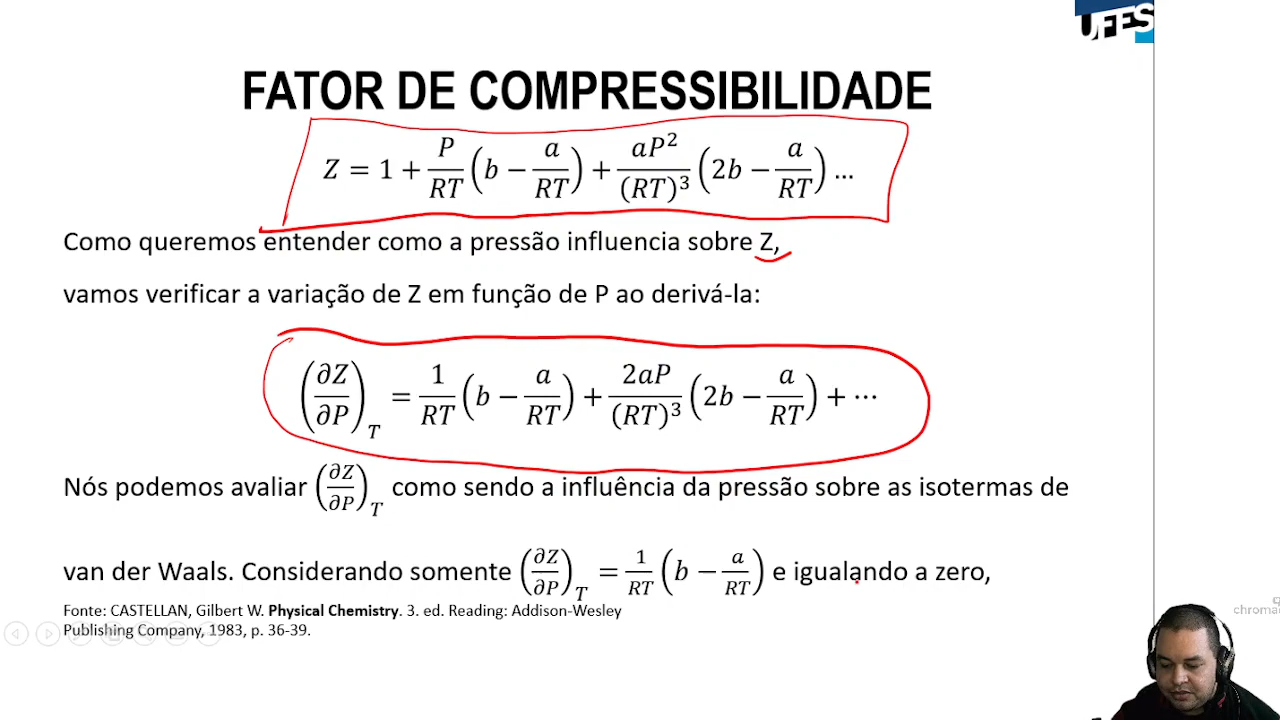 UFES
FATOR DE COMPRESSIBILIDADE
Z = 1 + P/RT (b − a/RT) + aP²/(RT)³ (2b − a/RT) ...
Como queremos entender como a pressão influencia sobre Z,
vamos verificar a variação de Z em função de P ao derivá-la:
(∂Z/∂P)_T = 1/RT (b − a/RT) + 2aP/(RT)³ (2b − a/RT) + ⋯
Nós podemos avaliar (∂Z/∂P)_T como sendo a influência da pressão sobre as isotermas de
van der Waals. Considerando somente (∂Z/∂P)_T = 1/RT (b − a/RT) e igualando a zero,
Fonte: CASTELLAN, Gilbert W. Physical Chemistry. 3. ed. Reading: Addison-Wesley
Publishing Company, 1983, p. 36-39.